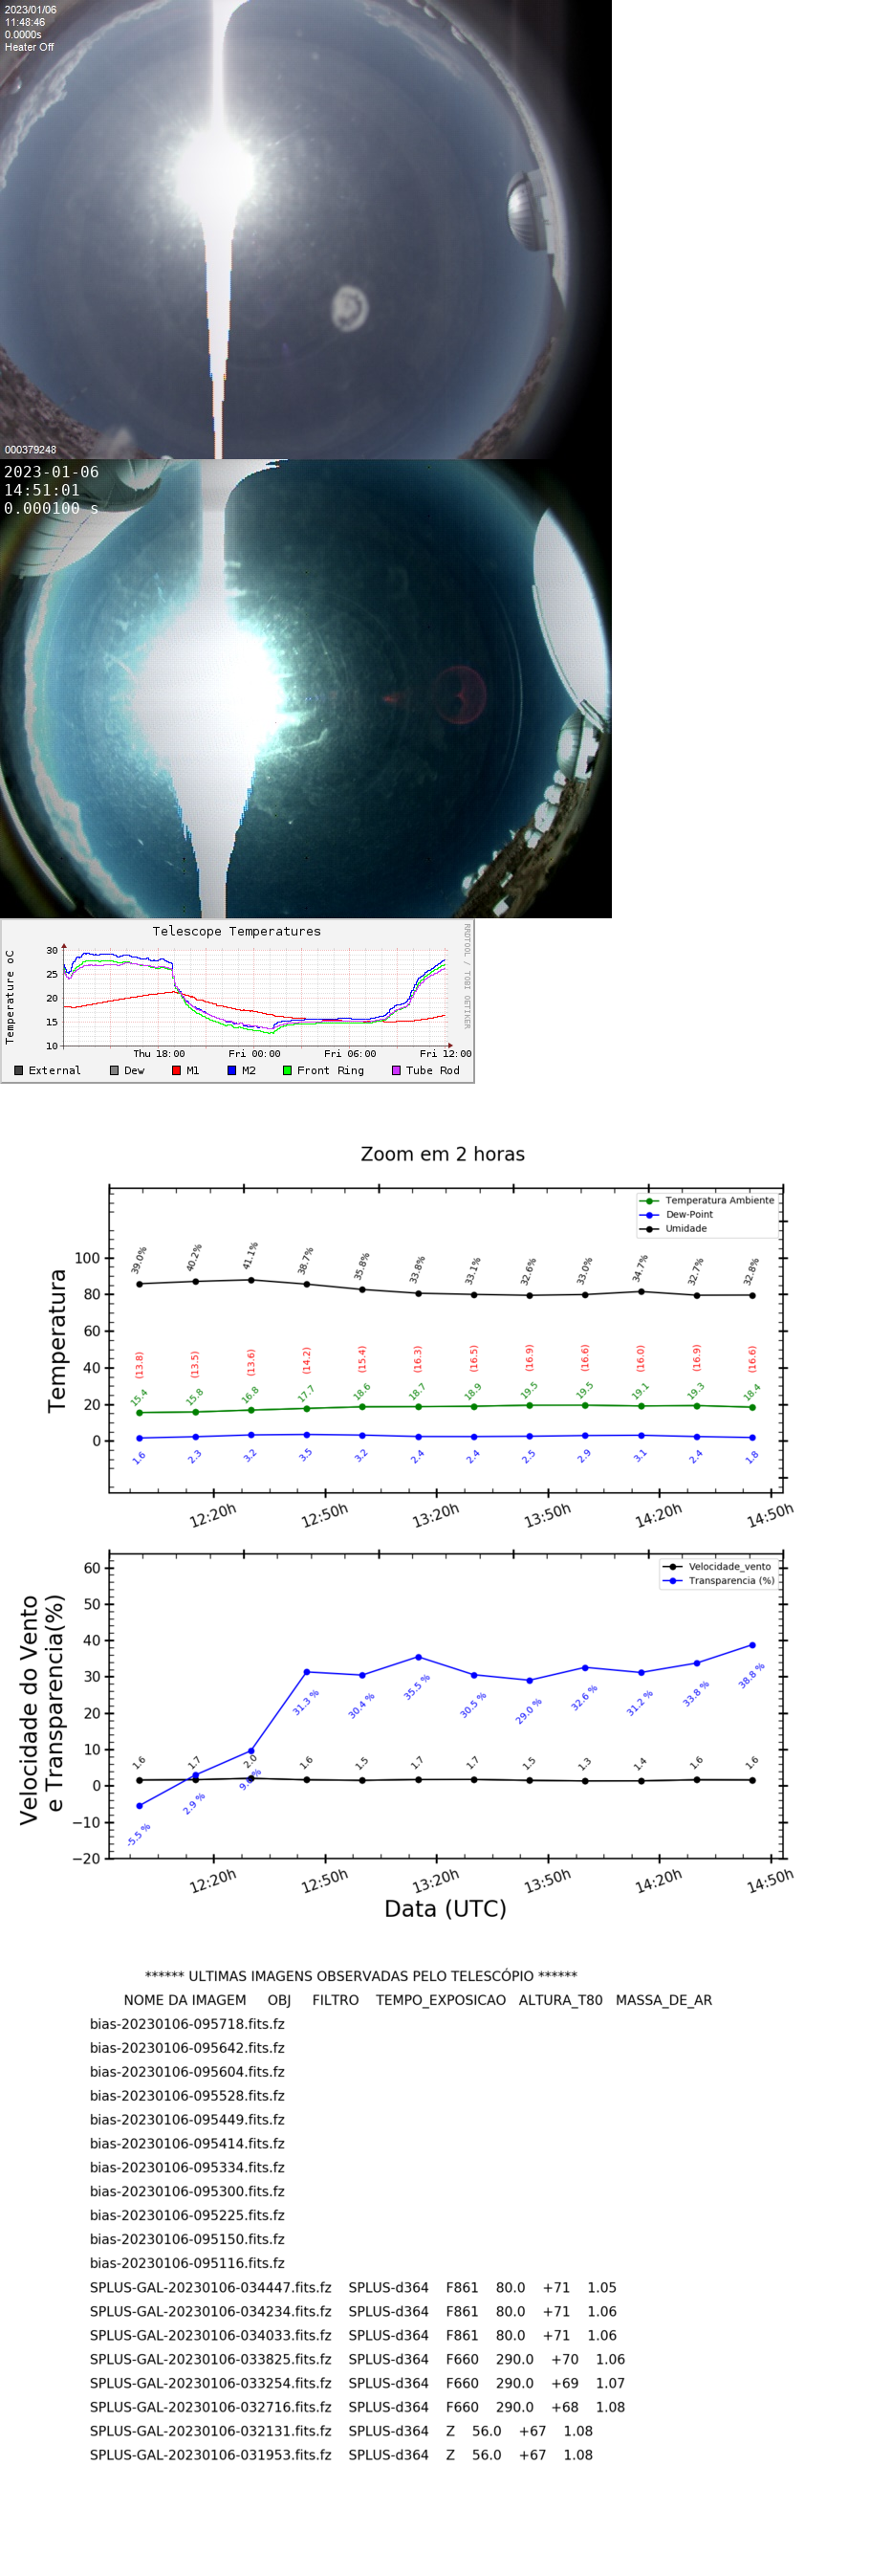 2023/01/06
11:48:46
0.0000s
Heater Off
000379248
2023-01-06
14:51:01
0.000100 s
Telescope Temperatures
RRDTOOL / TOBI OETIKER
Temperature oC
30
25
20
15
10
Thu 18:00 Fri 00:00 Fri 06:00 Fri 12:00
External Dew M1 M2 Front Ring Tube Rod
Zoom em 2 horas
Temperatura
Temperatura Ambiente
Dew-Point
Umidade
100
80
60
40
20
0
39.0% 40.2% 41.1% 38.7% 35.8% 33.8% 33.1% 32.6% 33.0% 34.7% 32.7% 32.8%
(13.8) (13.5) (13.6) (14.2) (15.4) (16.3) (16.5) (16.9) (16.6) (16.0) (16.9) (16.6)
15.4 15.8 16.8 17.7 18.6 18.7 18.9 19.5 19.5 19.1 19.3 18.4
1.6 2.3 3.2 3.5 3.2 2.4 2.4 2.5 2.9 3.1 2.4 1.8
12:20h 12:50h 13:20h 13:50h 14:20h 14:50h
Velocidade do Vento
e Transparencia(%)
Velocidade_vento
Transparencia (%)
60
50
40
30
20
10
0
−10
−20
1.6 1.7 2.0 1.6 1.5 1.7 1.7 1.5 1.3 1.4 1.6 1.6
-5.5 % 2.9 % 31.3 % 30.4 % 35.5 % 30.5 % 29.0 % 32.6 % 31.2 % 33.8 % 38.8 %
12:20h 12:50h 13:20h 13:50h 14:20h 14:50h
Data (UTC)
****** ULTIMAS IMAGENS OBSERVADAS PELO TELESCÓPIO ******
NOME DA IMAGEM OBJ FILTRO TEMPO_EXPOSICAO ALTURA_T80 MASSA_DE_AR
bias-20230106-095718.fits.fz
bias-20230106-095642.fits.fz
bias-20230106-095604.fits.fz
bias-20230106-095528.fits.fz
bias-20230106-095449.fits.fz
bias-20230106-095414.fits.fz
bias-20230106-095334.fits.fz
bias-20230106-095300.fits.fz
bias-20230106-095225.fits.fz
bias-20230106-095150.fits.fz
bias-20230106-095116.fits.fz
SPLUS-GAL-20230106-034447.fits.fz SPLUS-d364 F861 80.0 +71 1.05
SPLUS-GAL-20230106-034234.fits.fz SPLUS-d364 F861 80.0 +71 1.06
SPLUS-GAL-20230106-034033.fits.fz SPLUS-d364 F861 80.0 +71 1.06
SPLUS-GAL-20230106-033825.fits.fz SPLUS-d364 F660 290.0 +70 1.06
SPLUS-GAL-20230106-033254.fits.fz SPLUS-d364 F660 290.0 +69 1.07
SPLUS-GAL-20230106-032716.fits.fz SPLUS-d364 F660 290.0 +68 1.08
SPLUS-GAL-20230106-032131.fits.fz SPLUS-d364 Z 56.0 +67 1.08
SPLUS-GAL-20230106-031953.fits.fz SPLUS-d364 Z 56.0 +67 1.08